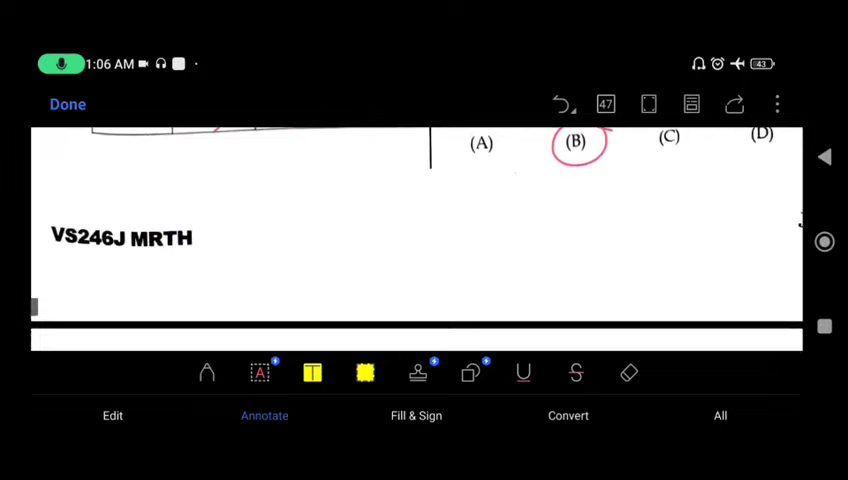 1:06 AM
43
Done
47
(A)
(B)
(C)
(D)
VS246J MRTH
A
T
U
S
Edit
Annotate
Fill & Sign
Convert
All